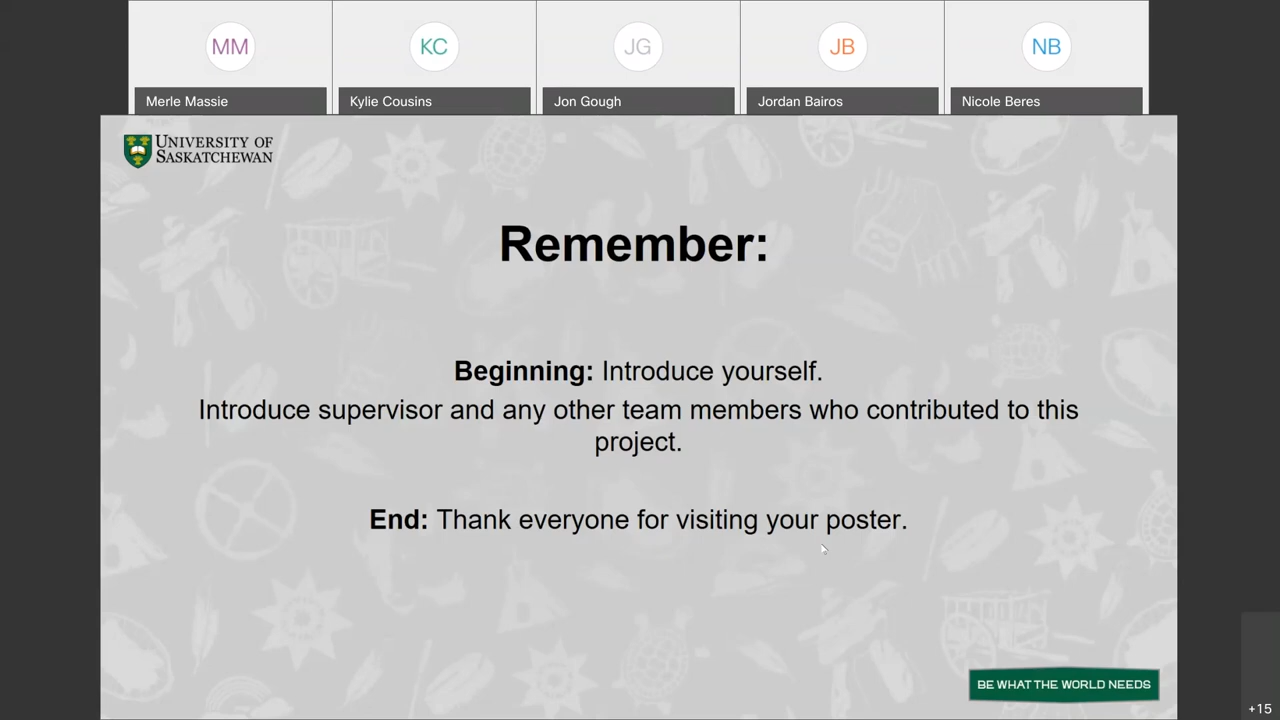 MM
KC
JG
JB
NB
Merle Massie
Kylie Cousins
Jon Gough
Jordan Bairos
Nicole Beres
UNIVERSITY OF
SASKATCHEWAN
Remember:
Beginning: Introduce yourself.
Introduce supervisor and any other team members who contributed to this
project.
End: Thank everyone for visiting your poster.
BE WHAT THE WORLD NEEDS
+15